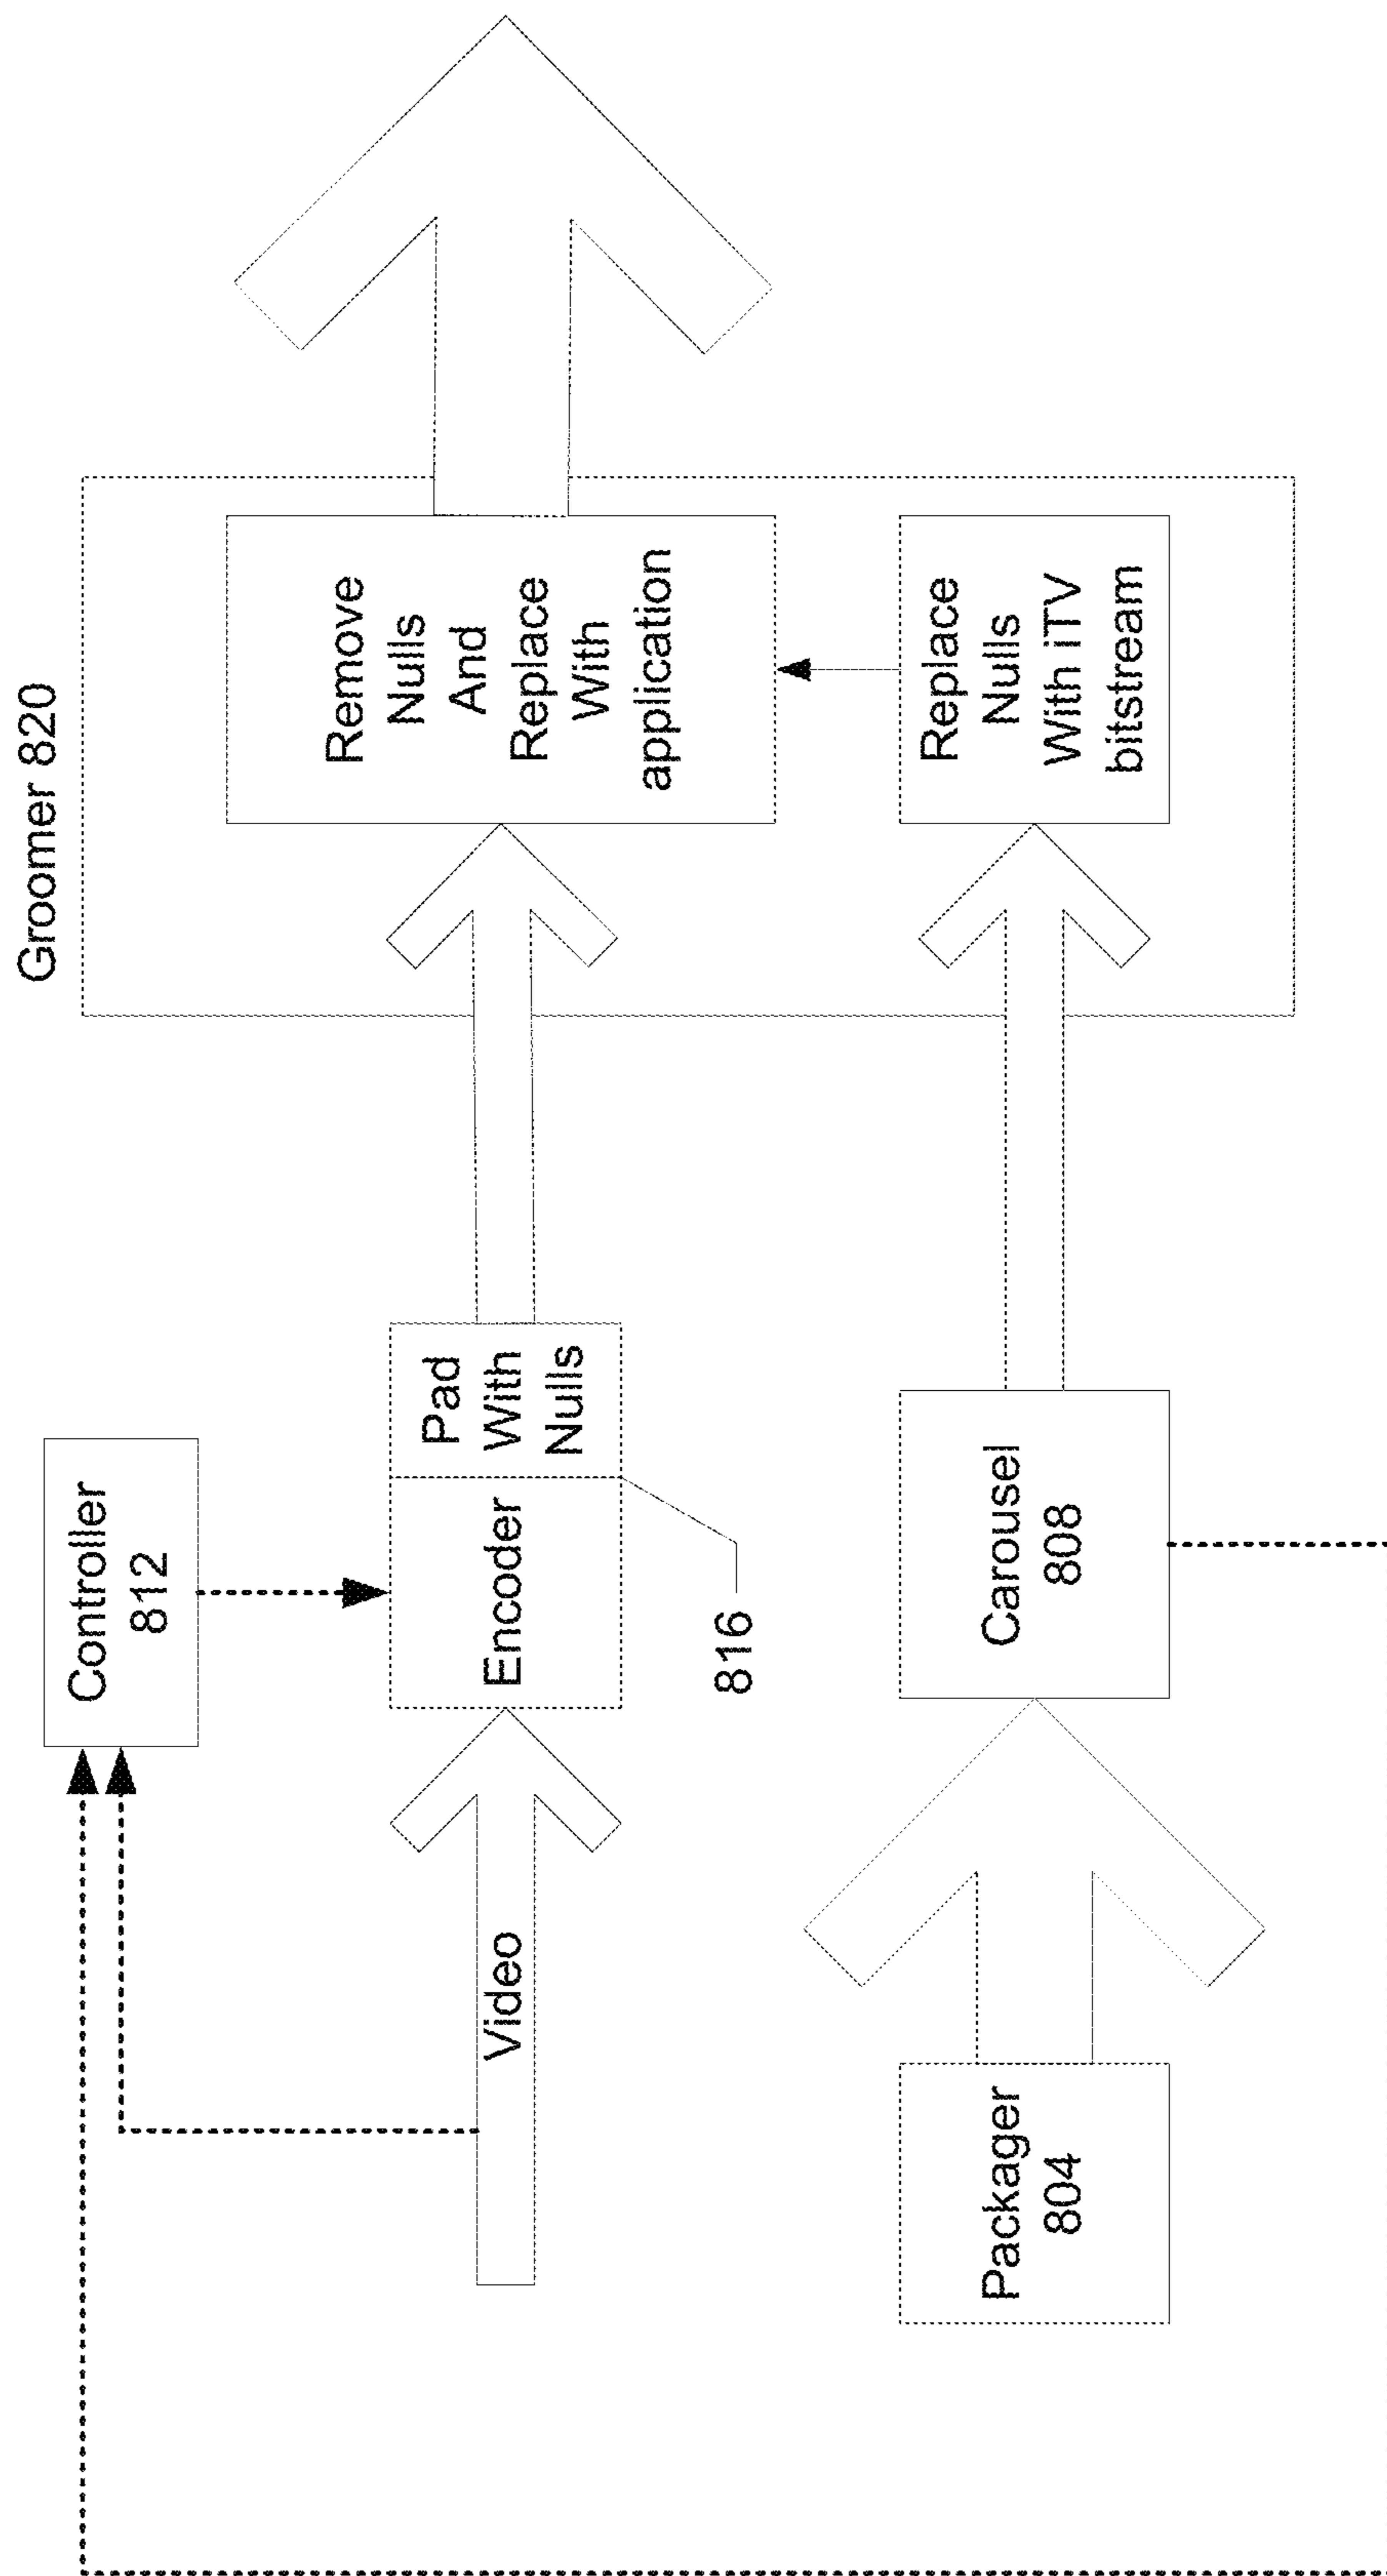 Groomer 820
Remove
Nulls
And
Replace
With
application
Replace
Nulls
With iTV
bitstream
Controller
812
Pad
With
Nulls
Encoder
816
Carousel
808
Video
Packager
804